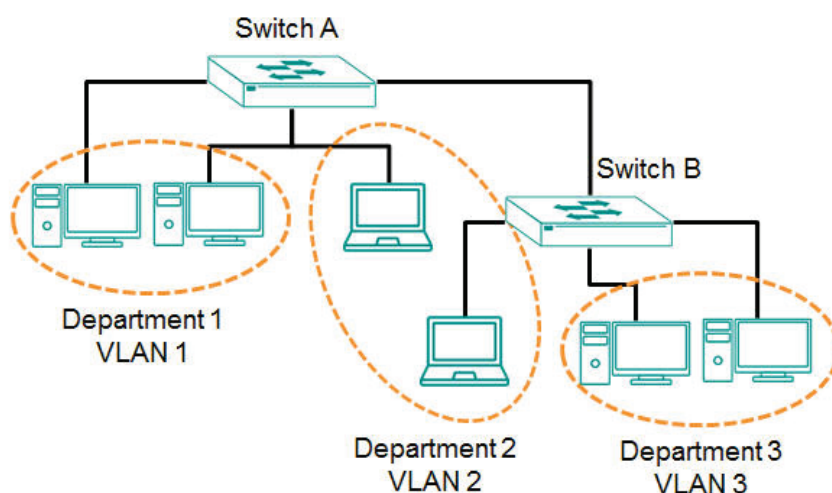 Switch A
Switch B
Department 1
VLAN 1
Department 2
VLAN 2
Department 3
VLAN 3